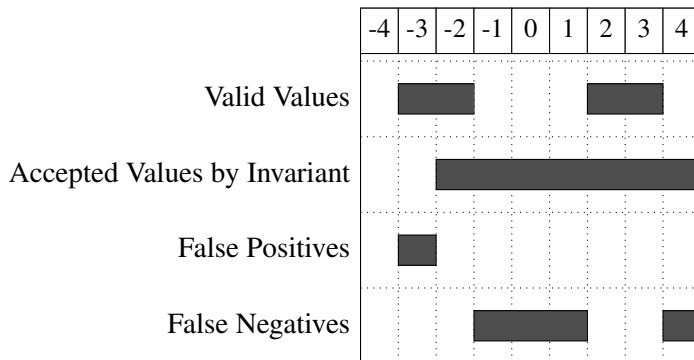 -4 -3 -2 -1 0 1 2 3 4
Valid Values
Accepted Values by Invariant
False Positives
False Negatives